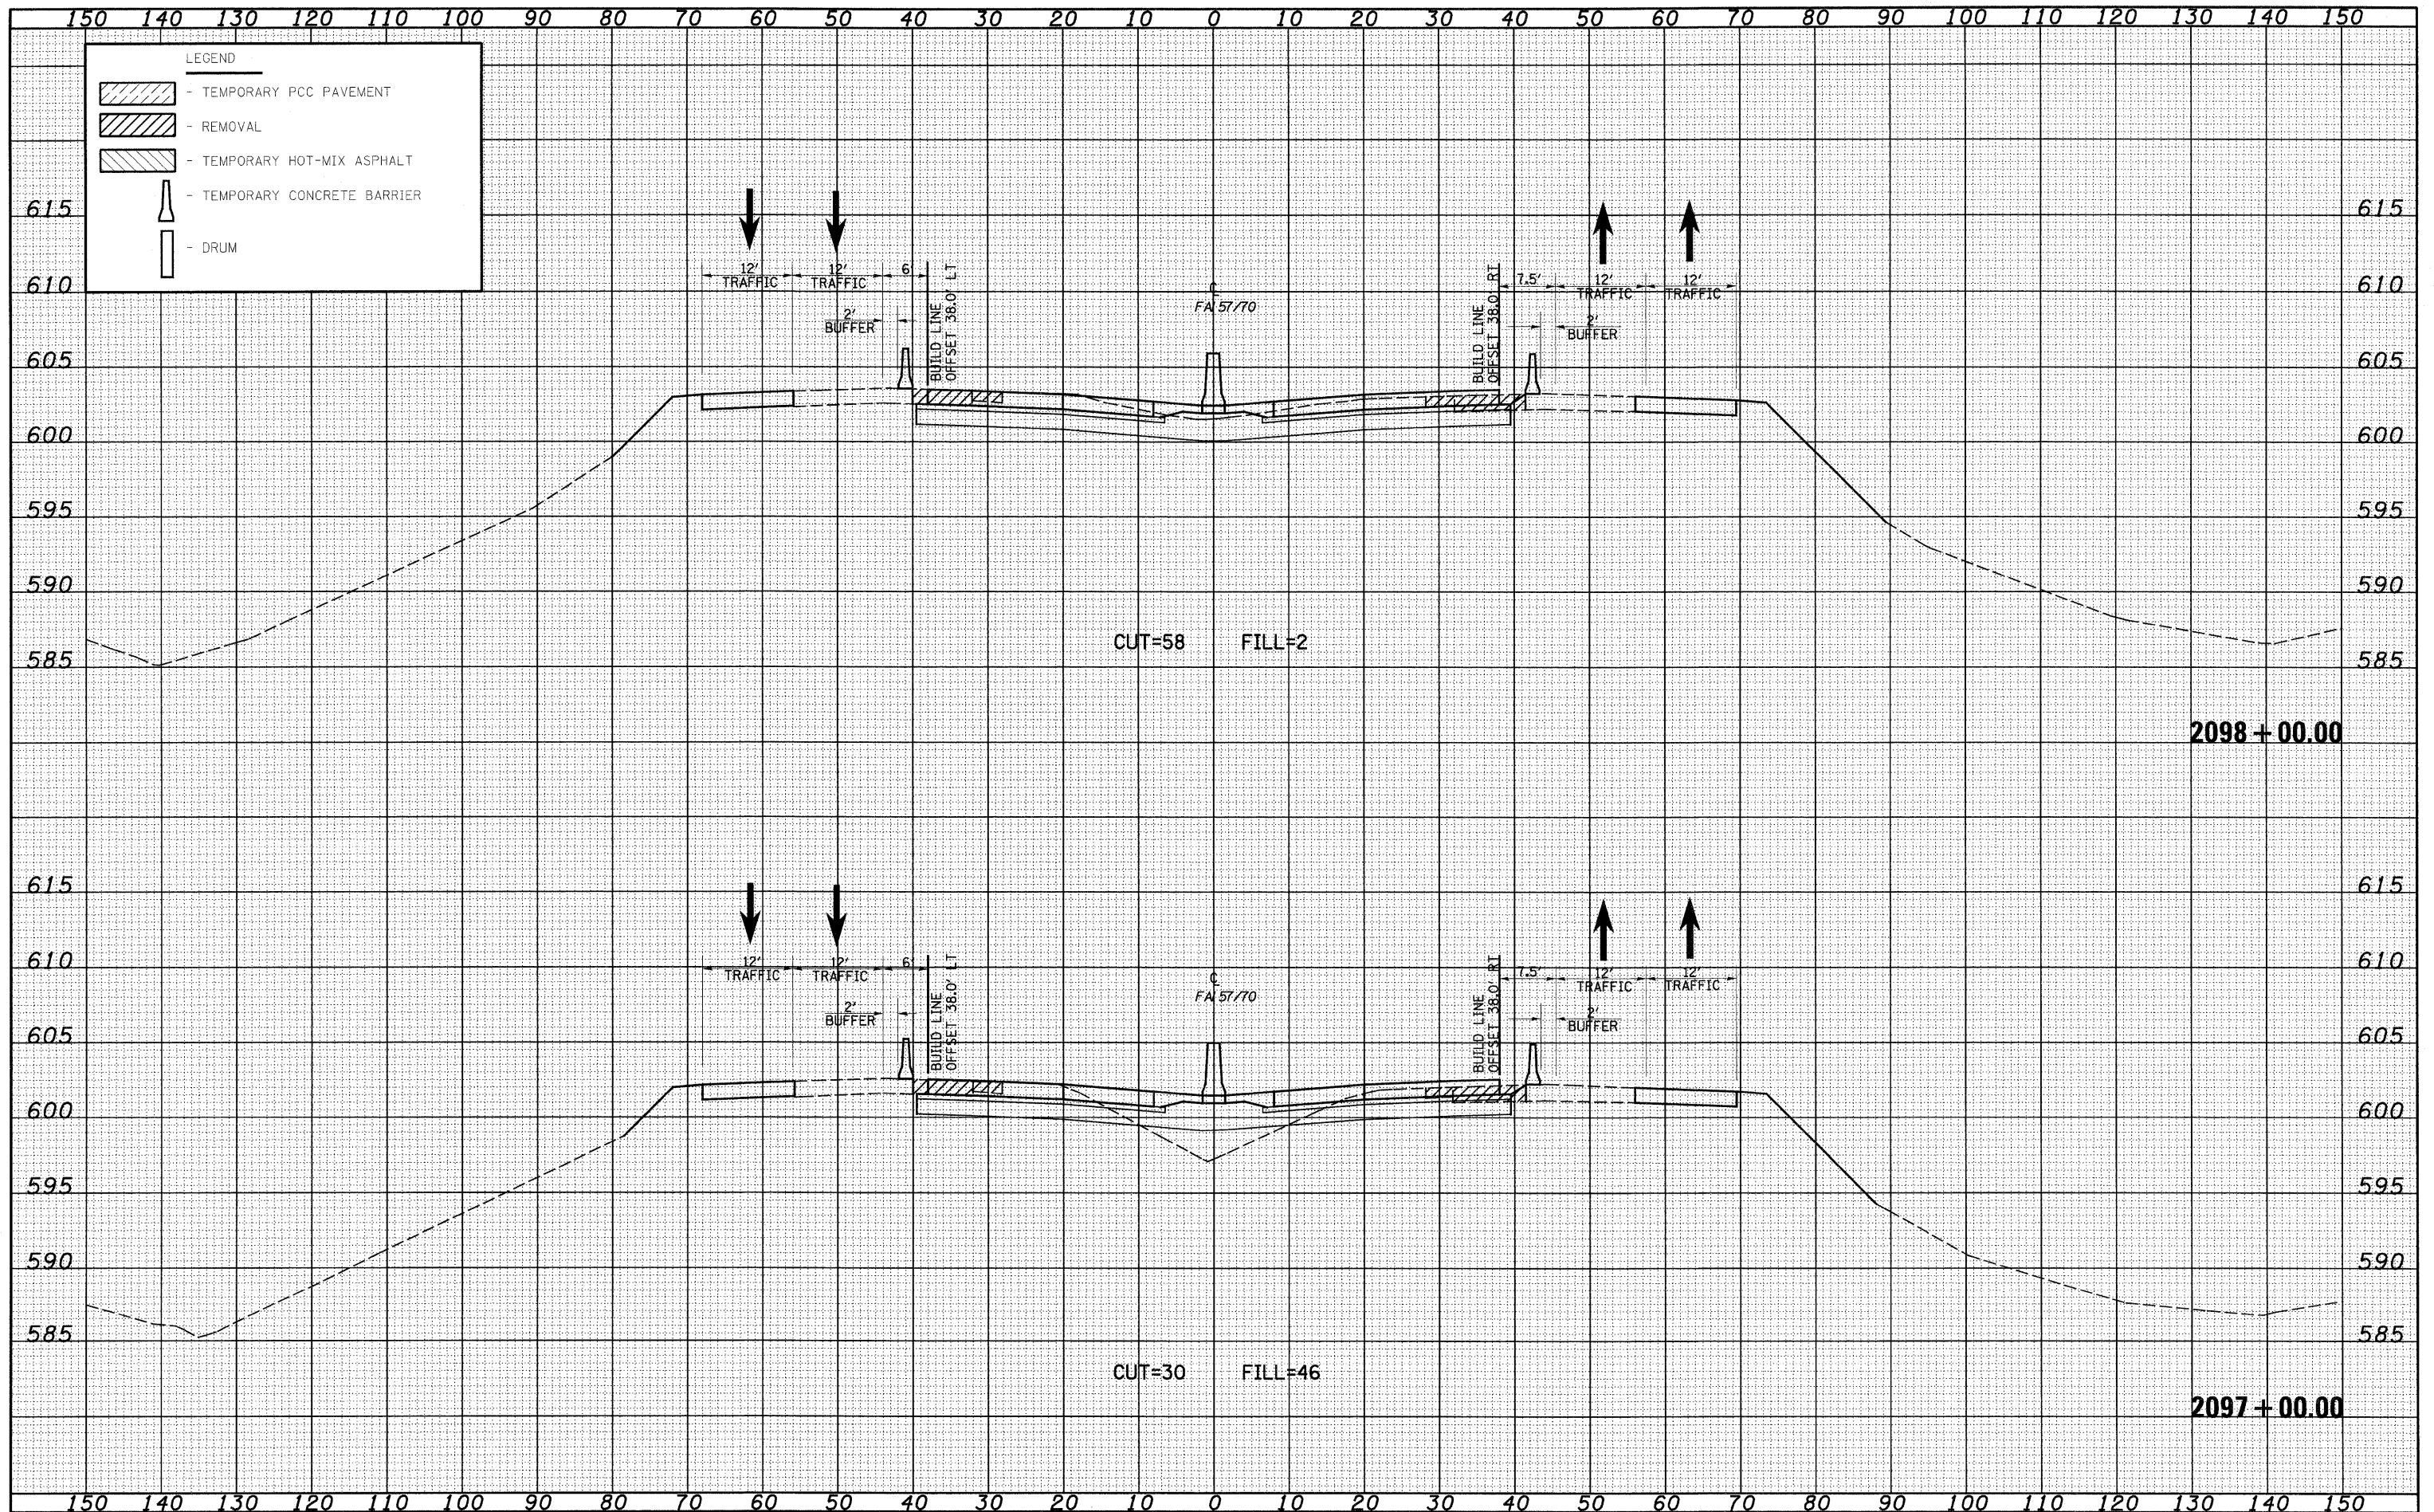 150 140 130 120 110 100 90 80 70 60 50 40 30 20 10 0 10 20 30 40 50 60 70 80 90 100 110 120 130 140 150
LEGEND
- TEMPORARY PCC PAVEMENT
- REMOVAL
- TEMPORARY HOT-MIX ASPHALT
- TEMPORARY CONCRETE BARRIER
- DRUM
615 615
610 610
605 605
600 600
595 595
590 590
585 585
12' TRAFFIC
12' TRAFFIC
6'
2' BUFFER
BUILD LINE
OFFSET 38.0' LT
℄
FAI 57/70
BUILD LINE
OFFSET 38.0' RT
7.5'
12' TRAFFIC
12' TRAFFIC
2' BUFFER
CUT=58 FILL=2
2098+00.00
615 615
610 610
605 605
600 600
595 595
590 590
585 585
12' TRAFFIC
12' TRAFFIC
6'
2' BUFFER
BUILD LINE
OFFSET 38.0' LT
℄
FAI 57/70
BUILD LINE
OFFSET 38.0' RT
7.5'
12' TRAFFIC
12' TRAFFIC
2' BUFFER
CUT=30 FILL=46
2097+00.00
150 140 130 120 110 100 90 80 70 60 50 40 30 20 10 0 10 20 30 40 50 60 70 80 90 100 110 120 130 140 150